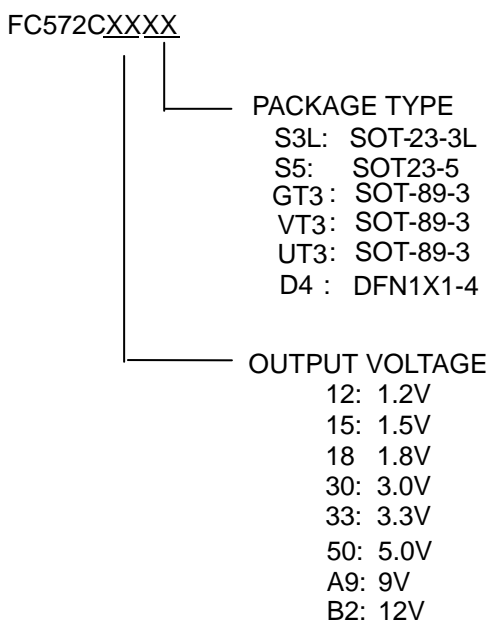 FC572CXXXX
PACKAGE TYPE
S3L: SOT-23-3L
S5: SOT23-5
GT3 : SOT-89-3
VT3: SOT-89-3
UT3: SOT-89-3
D4 : DFN1X1-4
OUTPUT VOLTAGE
12: 1.2V
15: 1.5V
18 1.8V
30: 3.0V
33: 3.3V
50: 5.0V
A9: 9V
B2: 12V